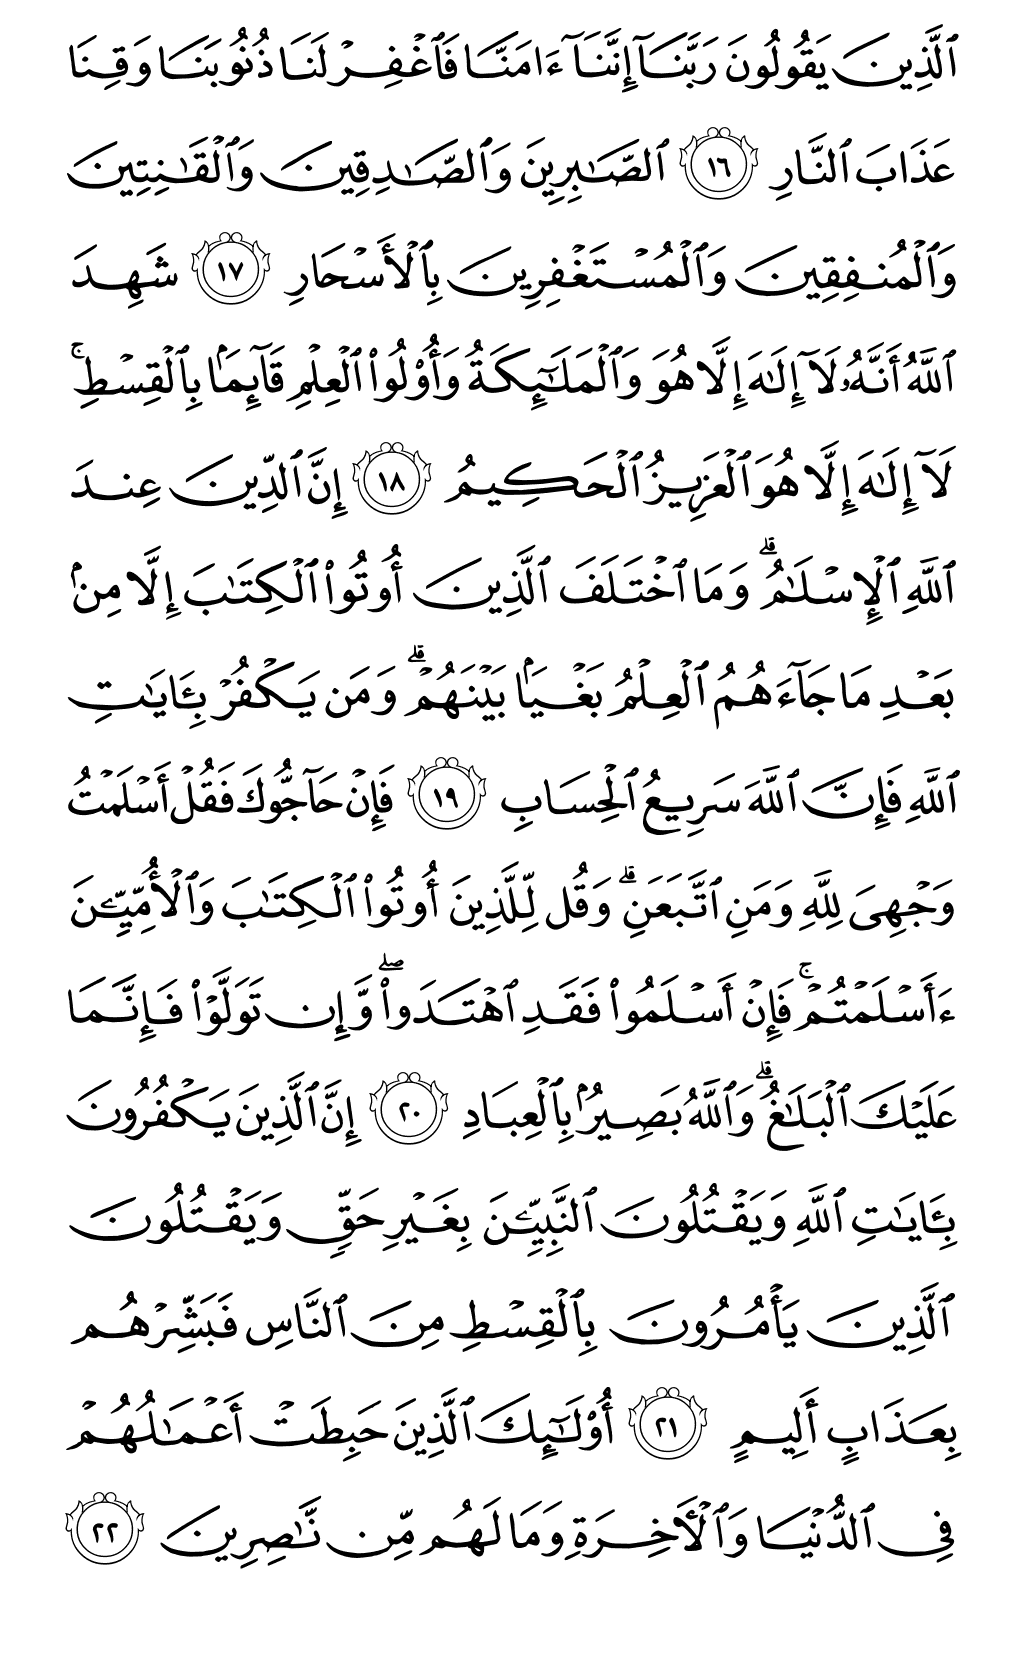 ٱلَّذِينَ يَقُولُونَ رَبَّنَآ إِنَّنَآ ءَامَنَّا فَٱغْفِرْ لَنَا ذُنُوبَنَا وَقِنَا
عَذَابَ ٱلنَّارِ ١٦ ٱلصَّـٰبِرِينَ وَٱلصَّـٰدِقِينَ وَٱلْقَـٰنِتِينَ
وَٱلْمُنفِقِينَ وَٱلْمُسْتَغْفِرِينَ بِٱلْأَسْحَارِ ١٧ شَهِدَ
ٱللَّهُ أَنَّهُۥ لَآ إِلَـٰهَ إِلَّا هُوَ وَٱلْمَلَـٰٓئِكَةُ وَأُو۟لُوا۟ ٱلْعِلْمِ قَآئِمًۢا بِٱلْقِسْطِ ۚ
لَآ إِلَـٰهَ إِلَّا هُوَ ٱلْعَزِيزُ ٱلْحَكِيمُ ١٨ إِنَّ ٱلدِّينَ عِندَ
ٱللَّهِ ٱلْإِسْلَـٰمُ ۗ وَمَا ٱخْتَلَفَ ٱلَّذِينَ أُوتُوا۟ ٱلْكِتَـٰبَ إِلَّا مِنۢ
بَعْدِ مَا جَآءَهُمُ ٱلْعِلْمُ بَغْيًۢا بَيْنَهُمْ ۗ وَمَن يَكْفُرْ بِـَٔايَـٰتِ
ٱللَّهِ فَإِنَّ ٱللَّهَ سَرِيعُ ٱلْحِسَابِ ١٩ فَإِنْ حَآجُّوكَ فَقُلْ أَسْلَمْتُ
وَجْهِىَ لِلَّهِ وَمَنِ ٱتَّبَعَنِ ۗ وَقُل لِّلَّذِينَ أُوتُوا۟ ٱلْكِتَـٰبَ وَٱلْأُمِّيِّـۧنَ
ءَأَسْلَمْتُمْ ۚ فَإِنْ أَسْلَمُوا۟ فَقَدِ ٱهْتَدَوا۟ ۖ وَّإِن تَوَلَّوْا۟ فَإِنَّمَا
عَلَيْكَ ٱلْبَلَـٰغُ ۗ وَٱللَّهُ بَصِيرٌۢ بِٱلْعِبَادِ ٢٠ إِنَّ ٱلَّذِينَ يَكْفُرُونَ
بِـَٔايَـٰتِ ٱللَّهِ وَيَقْتُلُونَ ٱلنَّبِيِّـۧنَ بِغَيْرِ حَقٍّ وَيَقْتُلُونَ
ٱلَّذِينَ يَأْمُرُونَ بِٱلْقِسْطِ مِنَ ٱلنَّاسِ فَبَشِّرْهُم
بِعَذَابٍ أَلِيمٍ ٢١ أُو۟لَـٰٓئِكَ ٱلَّذِينَ حَبِطَتْ أَعْمَـٰلُهُمْ
فِى ٱلدُّنْيَا وَٱلْـَٔاخِرَةِ وَمَا لَهُم مِّن نَّـٰصِرِينَ ٢٢